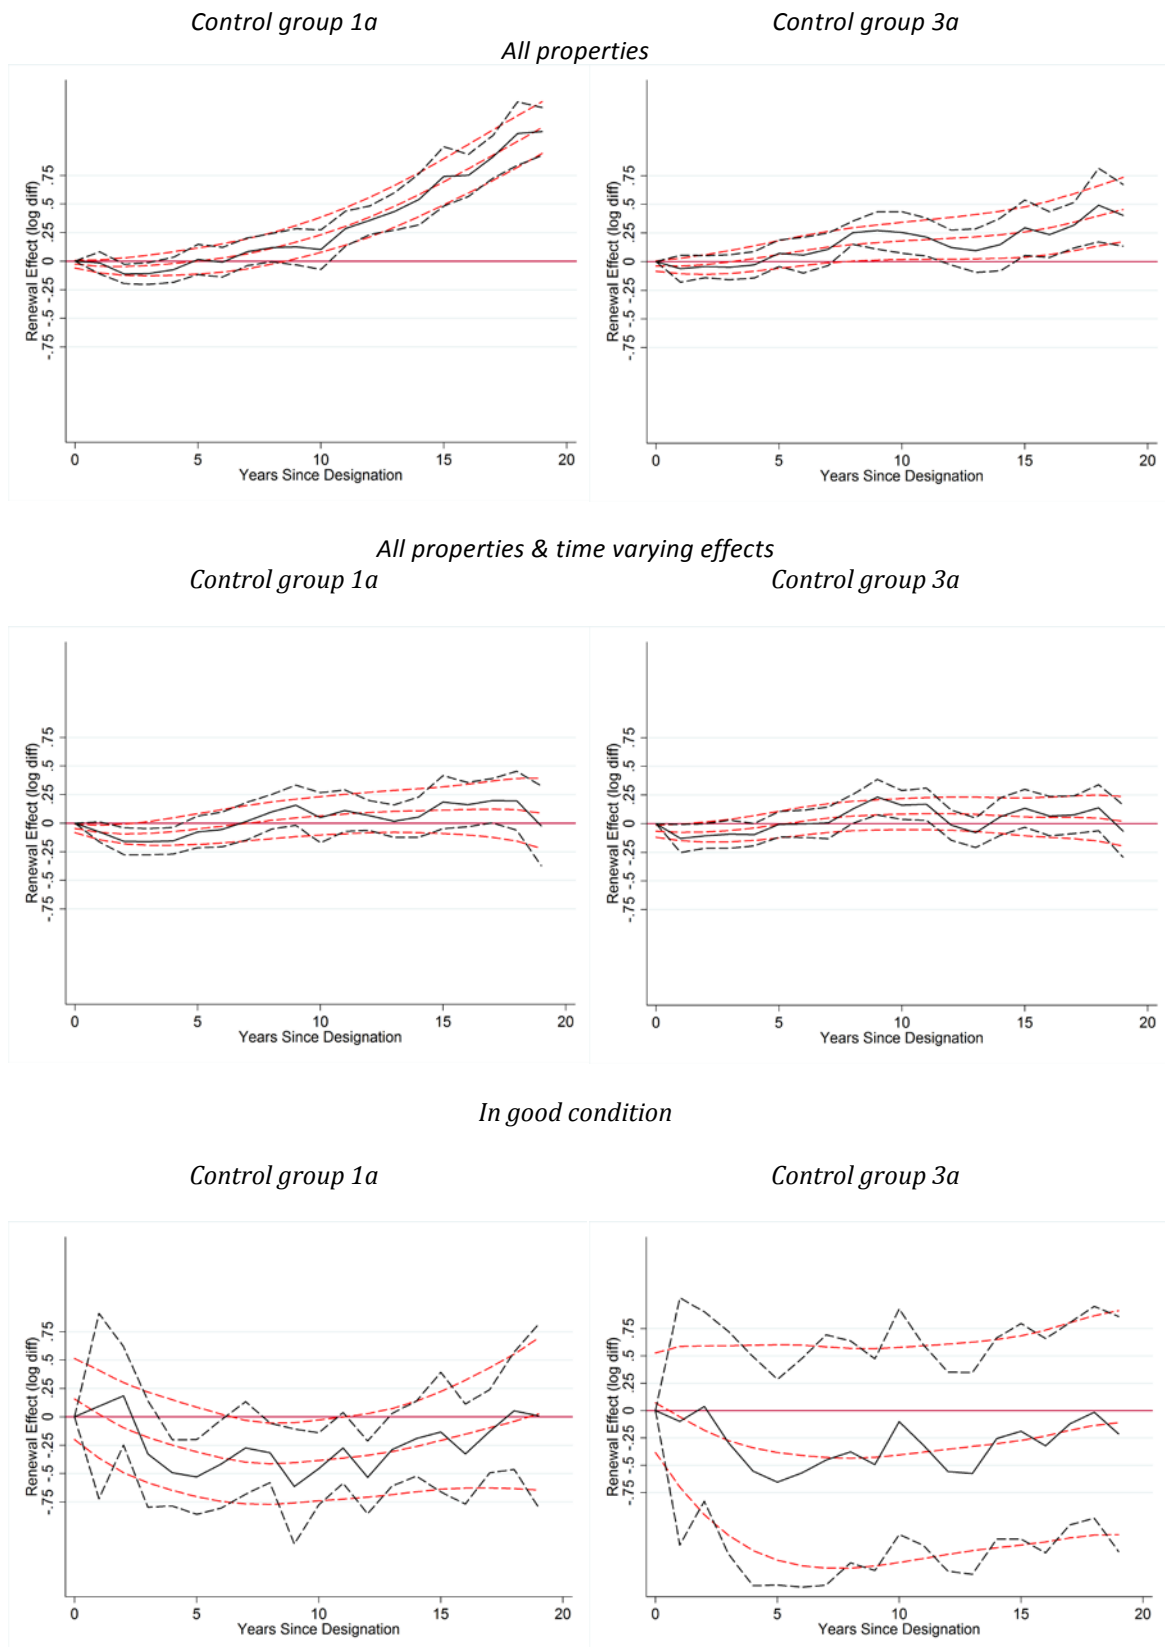 Control group 1a Control group 3a
All properties
Renewal Effect (log diff) Renewal Effect (log diff)
.75 .75
.5 .5
.25 .25
0 0
-.25 -.25
-.5 -.5
-.75 -.75
0 5 10 15 20 0 5 10 15 20
Years Since Designation Years Since Designation
All properties & time varying effects
Control group 1a Control group 3a
Renewal Effect (log diff) Renewal Effect (log diff)
.75 .75
.5 .5
.25 .25
0 0
-.25 -.25
-.5 -.5
-.75 -.75
0 5 10 15 20 0 5 10 15 20
Years Since Designation Years Since Designation
In good condition
Control group 1a Control group 3a
Renewal Effect (log diff) Renewal Effect (log diff)
.75 .75
.5 .5
.25 .25
0 0
-.25 -.25
-.5 -.5
-.75 -.75
0 5 10 15 20 0 5 10 15 20
Years Since Designation Years Since Designation